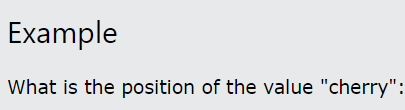 Example
What is the position of the value "cherry":